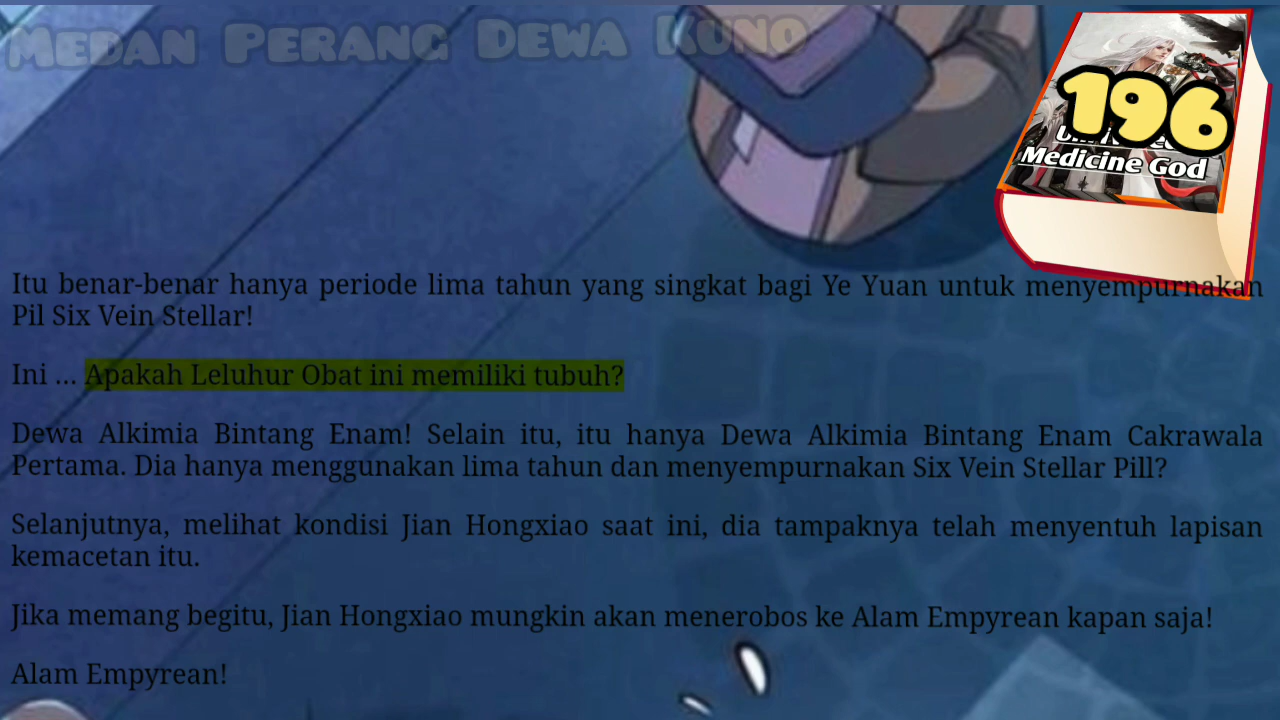 Medan Perang Dewa Kuno
196
Medicine God
Itu benar-benar hanya periode lima tahun yang singkat bagi Ye Yuan untuk menyempurnakan
Pil Six Vein Stellar!
Ini ... Apakah Leluhur Obat ini memiliki tubuh?
Dewa Alkimia Bintang Enam! Selain itu, itu hanya Dewa Alkimia Bintang Enam Cakrawala
Pertama. Dia hanya menggunakan lima tahun dan menyempurnakan Six Vein Stellar Pill?
Selanjutnya, melihat kondisi Jian Hongxiao saat ini, dia tampaknya telah menyentuh lapisan
kemacetan itu.
Jika memang begitu, Jian Hongxiao mungkin akan menerobos ke Alam Empyrean kapan saja!
Alam Empyrean!